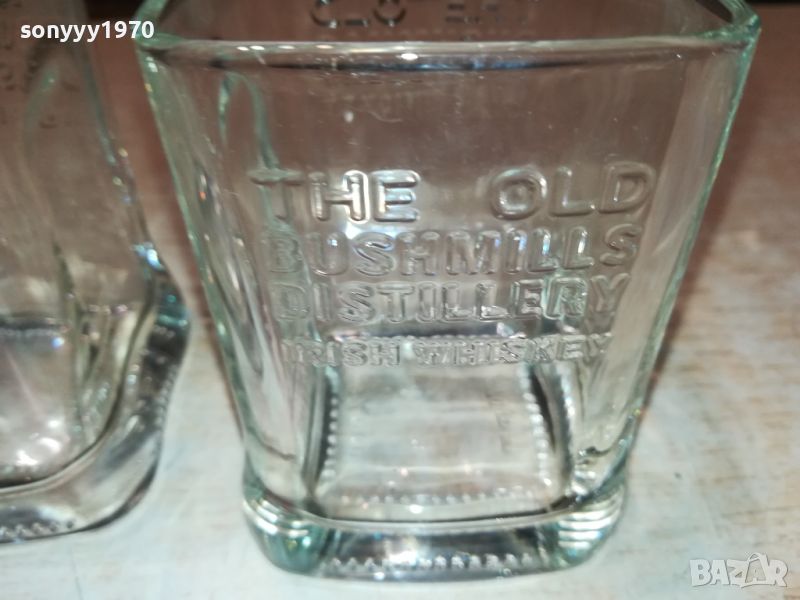 sonyyy1970
THE OLD
BUSHMILLS
DISTILLERY
IRISH WHISKEY
BAZAR